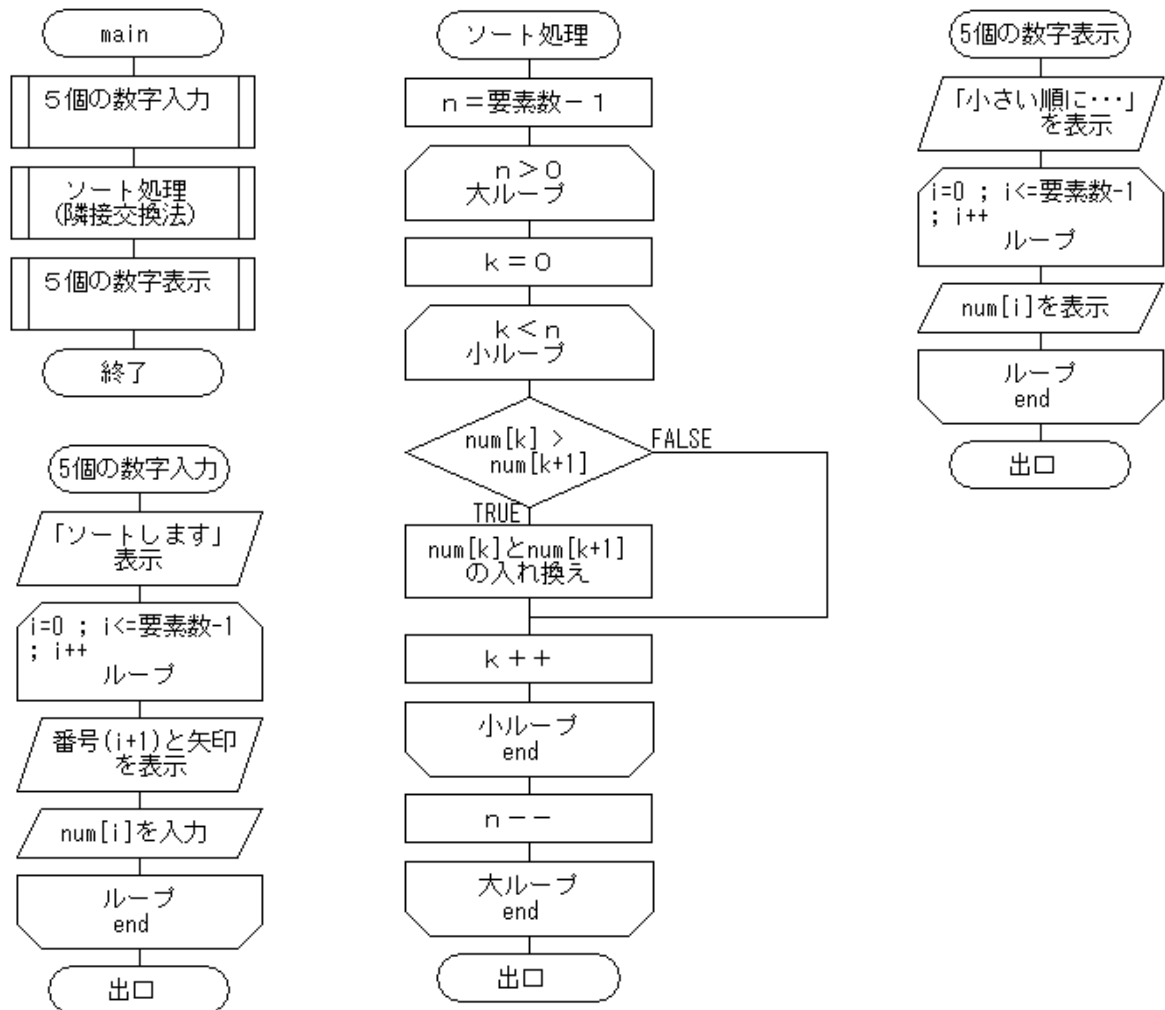 main
５個の数字入力
ソート処理
(隣接交換法)
５個の数字表示
終了
5個の数字入力
「ソートします」
表示
i=0 ; i<=要素数-1
; i++
ループ
番号(i+1)と矢印
を表示
num[i]を入力
ループ
end
出口
ソート処理
ｎ＝要素数－１
ｎ＞０
大ループ
ｋ＝０
ｋ＜ｎ
小ループ
num[k] >
num[k+1]
FALSE
TRUE
num[k]とnum[k+1]
の入れ換え
ｋ＋＋
小ループ
end
ｎ－－
大ループ
end
出口
5個の数字表示
「小さい順に・・・」
を表示
i=0 ; i<=要素数-1
; i++
ループ
num[i]を表示
ループ
end
出口